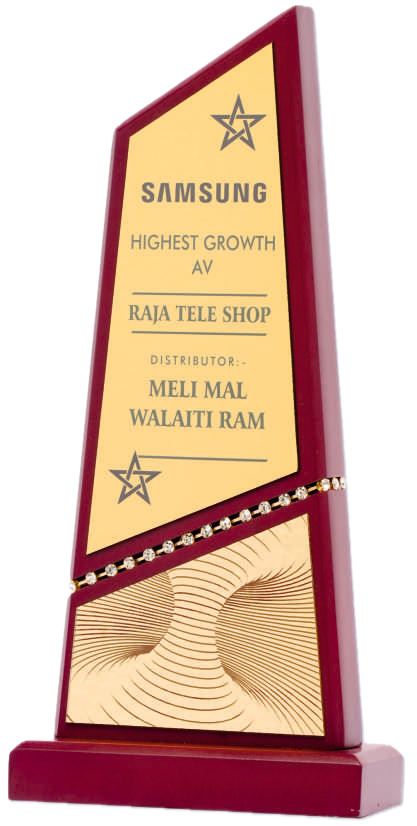 SAMSUNG
HIGHEST GROWTH
AV
RAJA TELE SHOP
DISTRIBUTOR:-
MELI MAL
WALAITI RAM